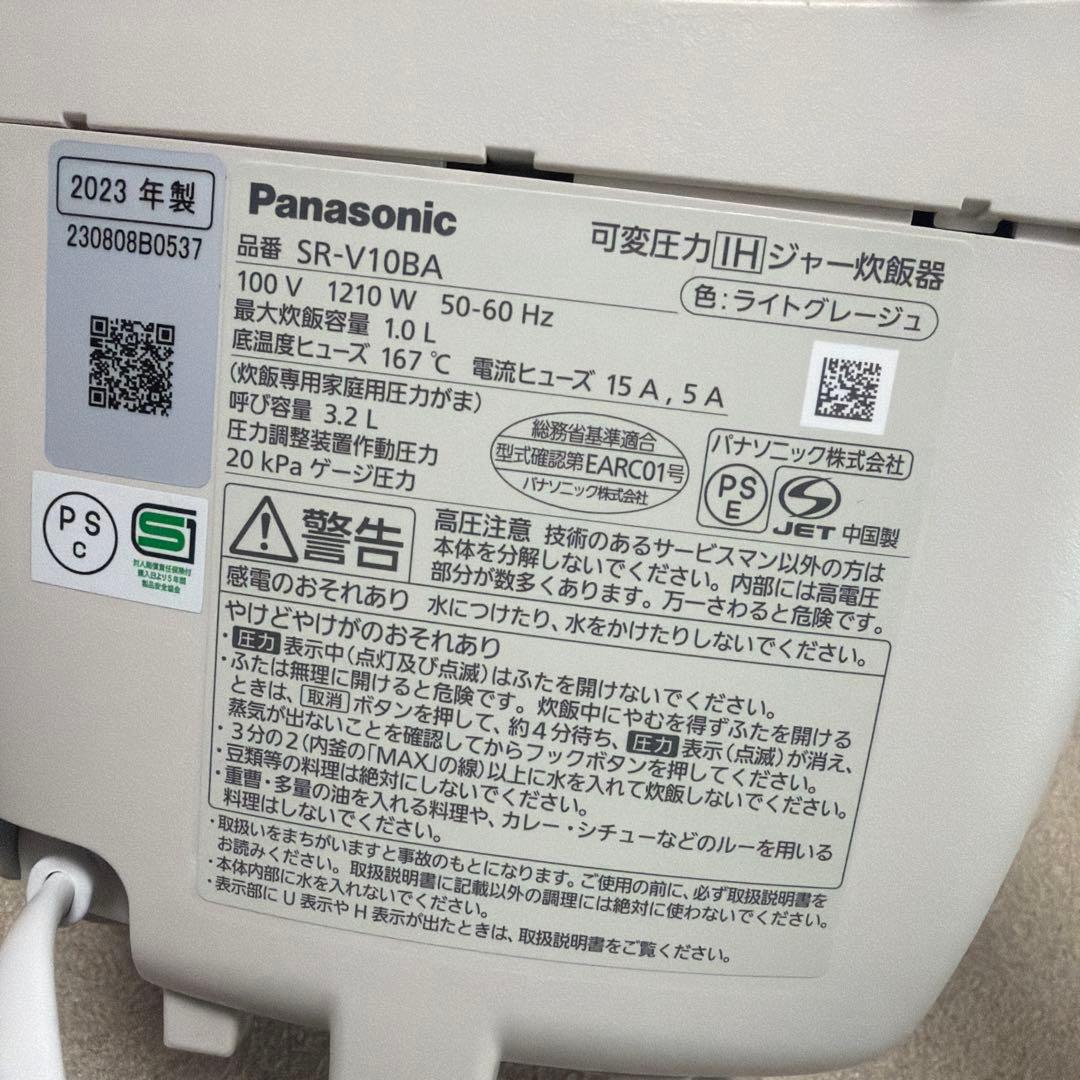 2023 年製
230808B0537
Panasonic
品番 SR-V10BA
可変圧力IHジャー炊飯器
色:ライトグレージュ
100 V 1210 W 50-60 Hz
最大炊飯容量 1.0 L
底温度ヒューズ 167 ℃ 電流ヒューズ 15 A , 5 A
(炊飯専用家庭用圧力がま)
呼び容量 3.2 L
圧力調整装置作動圧力
20 kPa ゲージ圧力
総務省基準適合
型式確認第EARC01号
パナソニック株式会社
パナソニック株式会社
PS
E
S
JET 中国製
PS
C
S1
対人賠償責任保険付
購入日より5年間
製品安全協会
警告
高圧注意 技術のあるサービスマン以外の方は
本体を分解しないでください。内部には高電圧
部分が数多くあります。万一さわると危険です。
感電のおそれあり 水につけたり、水をかけたりしないでください。
やけどやけがのおそれあり
・圧力 表示中(点灯及び点滅)はふたを開けないでください。
・ふたは無理に開けると危険です。炊飯中にやむを得ずふたを開ける
ときは、取消ボタンを押して、約4分待ち、圧力 表示(点滅)が消え、
蒸気が出ないことを確認してからフックボタンを押してください。
・3分の2(内釜の「MAX」の線)以上に水を入れて炊飯しないでください。
・豆類等の料理は絶対にしないでください。
・重曹・多量の油を入れる料理や、カレー・シチューなどのルーを用いる
料理はしないでください。
・取扱いをまちがいますと事故のもとになります。ご使用の前に、必ず取扱説明書を
お読みください。取扱説明書に記載以外の調理には絶対に使わないでください。
・本体内部に水を入れないでください。
・表示部に U 表示や H 表示が出たときは、取扱説明書をご覧ください。